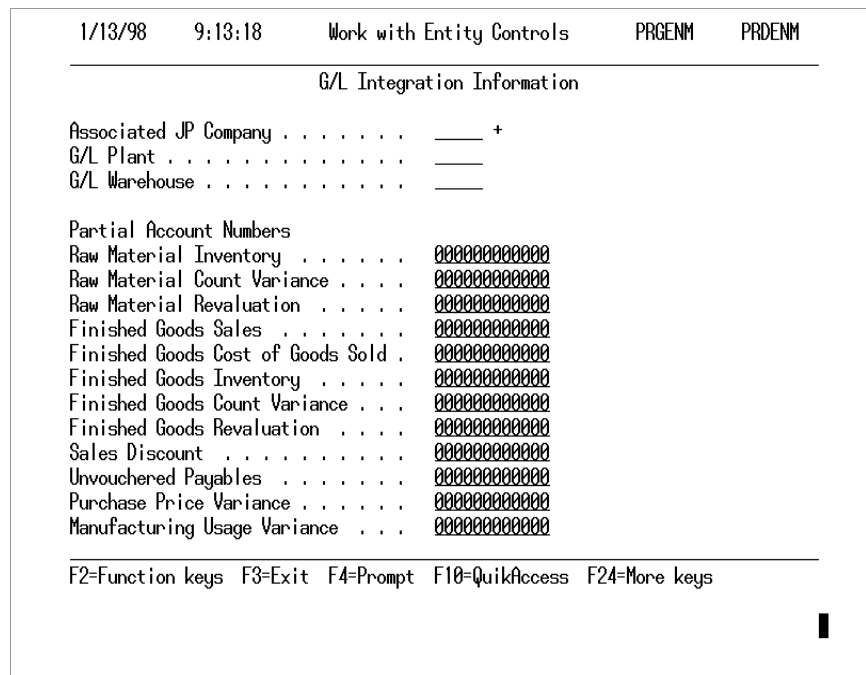 1/13/98 9:13:18 Work with Entity Controls PRGENM PRDENM
G/L Integration Information
Associated JP Company . . . . . . . _____ +
G/L Plant . . . . . . . . . . . . . _____
G/L Warehouse . . . . . . . . . . . _____
Partial Account Numbers
Raw Material Inventory . . . . . . 000000000000
Raw Material Count Variance . . . . 000000000000
Raw Material Revaluation . . . . . 000000000000
Finished Goods Sales . . . . . . . 000000000000
Finished Goods Cost of Goods Sold . 000000000000
Finished Goods Inventory . . . . . 000000000000
Finished Goods Count Variance . . . 000000000000
Finished Goods Revaluation . . . . 000000000000
Sales Discount . . . . . . . . . . 000000000000
Unvouchered Payables . . . . . . . 000000000000
Purchase Price Variance . . . . . . 000000000000
Manufacturing Usage Variance . . . 000000000000
F2=Function keys F3=Exit F4=Prompt F10=QuikAccess F24=More keys